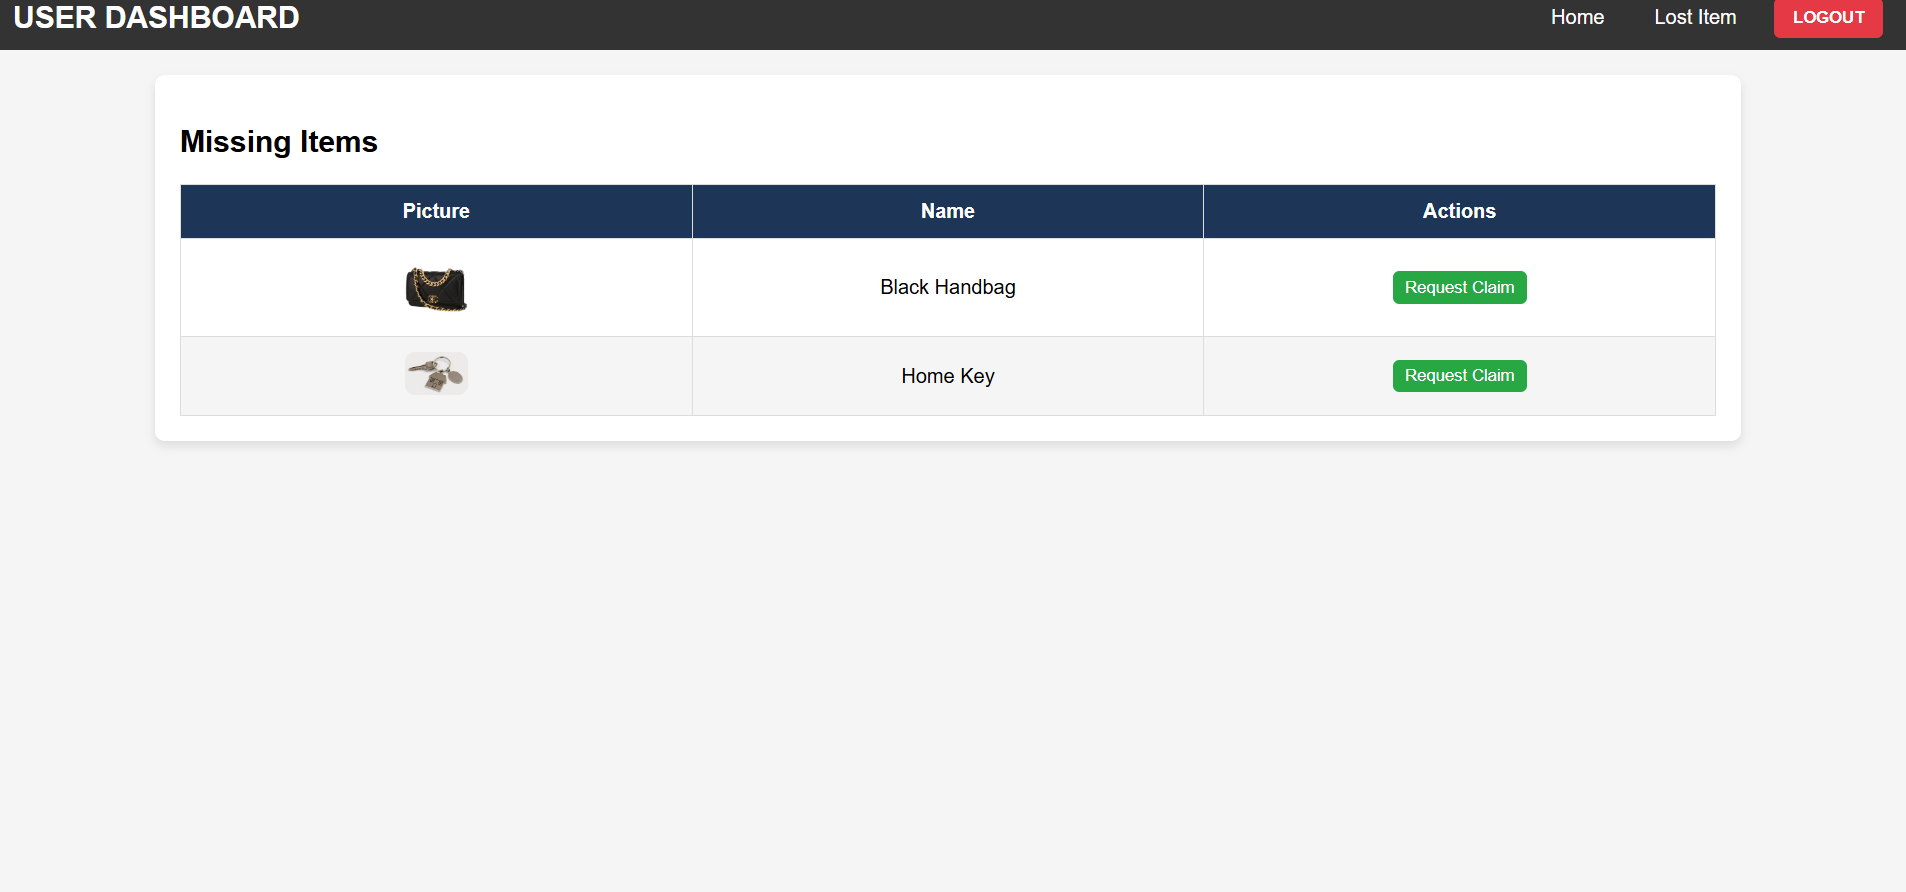 USER DASHBOARD
Home
Lost Item
LOGOUT
Missing Items
Picture
Name
Actions
Black Handbag
Request Claim
Home Key
Request Claim